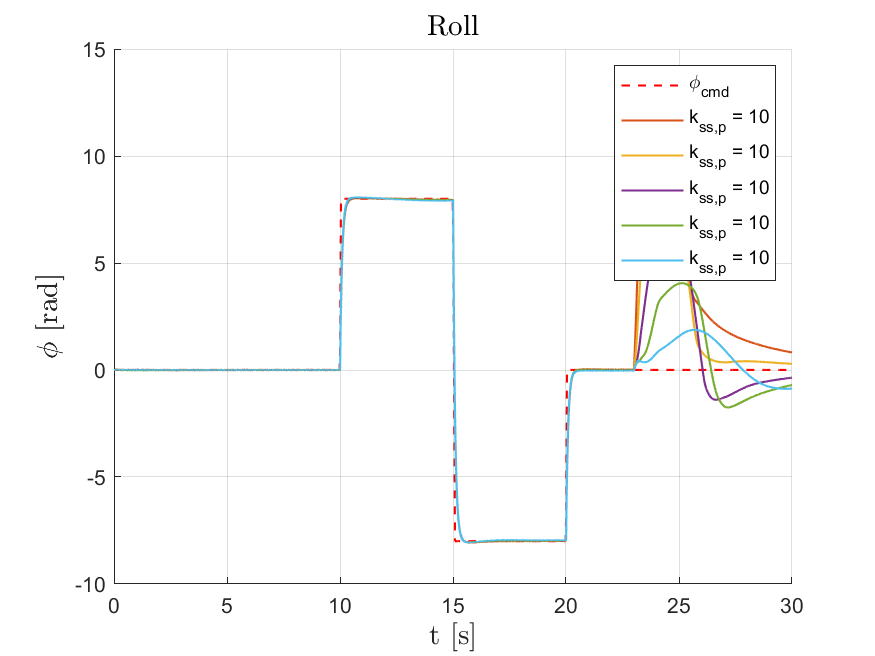 Roll
15
10
5
0
-5
-10
ϕ [rad]
0 5 10 15 20 25 30
t [s]
ϕcmd
kss,p = 10
kss,p = 10
kss,p = 10
kss,p = 10
kss,p = 10